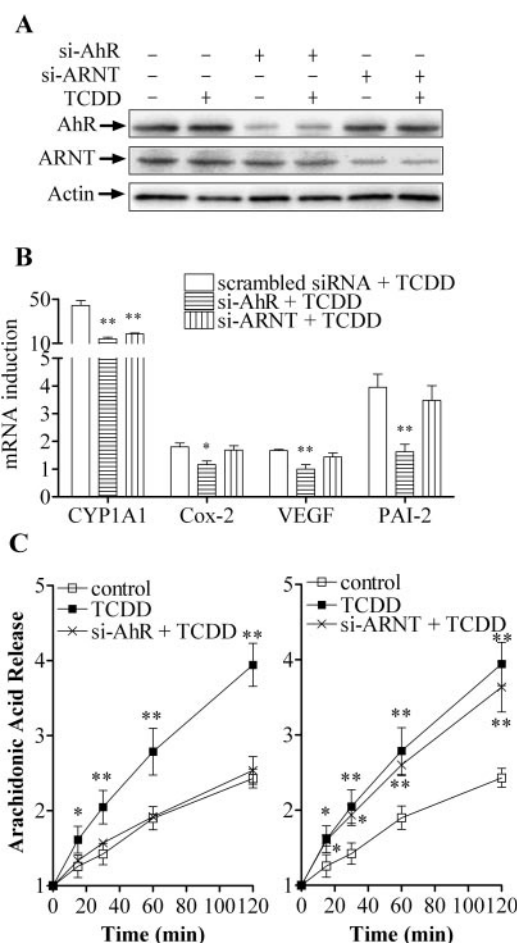 A
si-AhR – – + + – –
si-ARNT – – – – + +
TCDD – + – + – +
AhR
ARNT
Actin
B
mRNA induction
50
10
5
4
3
2
1
0
scrambled siRNA + TCDD
si-AhR + TCDD
si-ARNT + TCDD
** **
*
**
**
CYP1A1 Cox-2 VEGF PAI-2
C
Arachidonic Acid Release
5
4
3
2
1
control
TCDD
si-AhR + TCDD
*
**
**
**
0 20 40 60 80 100 120
Time (min)
5
4
3
2
1
control
TCDD
si-ARNT + TCDD
*
**
**
**
*
*
**
**
0 20 40 60 80 100 120
Time (min)